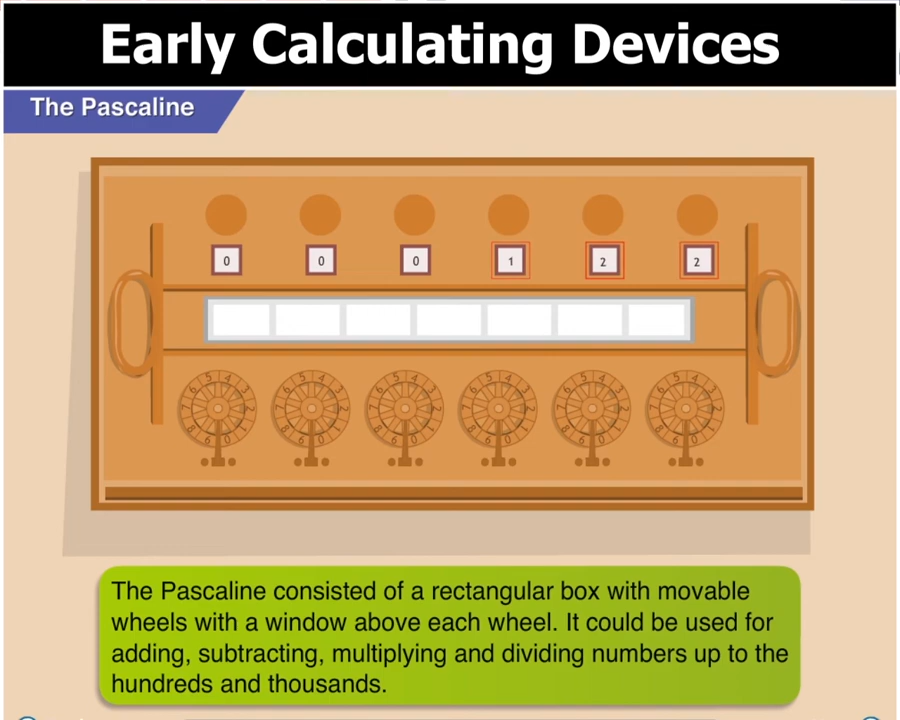 Early Calculating Devices
The Pascaline
0 0 0 1 2 2
The Pascaline consisted of a rectangular box with movable
wheels with a window above each wheel. It could be used for
adding, subtracting, multiplying and dividing numbers up to the
hundreds and thousands.